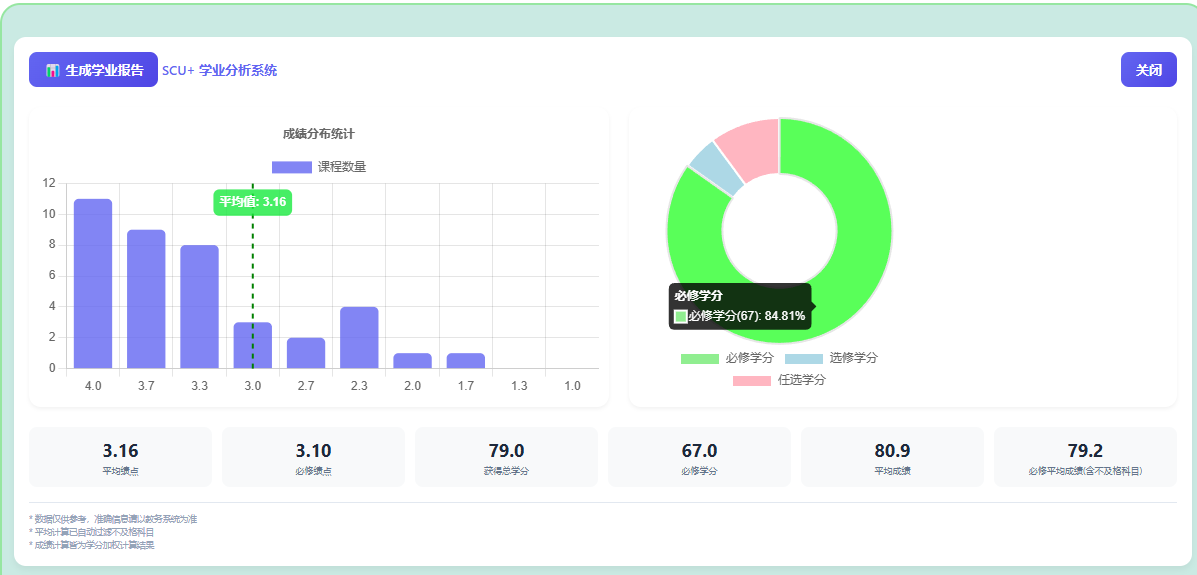 📊 生成学业报告 SCU+ 学业分析系统 关闭
成绩分布统计
课程数量
12
10
8
6
4
2
0
平均值: 3.16
4.0 3.7 3.3 3.0 2.7 2.3 2.0 1.7 1.3 1.0
必修学分
必修学分(67): 84.81%
必修学分 选修学分
任选学分
3.16 3.10 79.0 67.0 80.9 79.2
平均绩点 必修绩点 获得总学分 必修学分 平均成绩 必修平均成绩(含不及格科目)
* 数据仅供参考，准确信息请以教务系统为准
* 平均计算已自动过滤不及格科目
* 成绩计算皆为学分加权计算结果